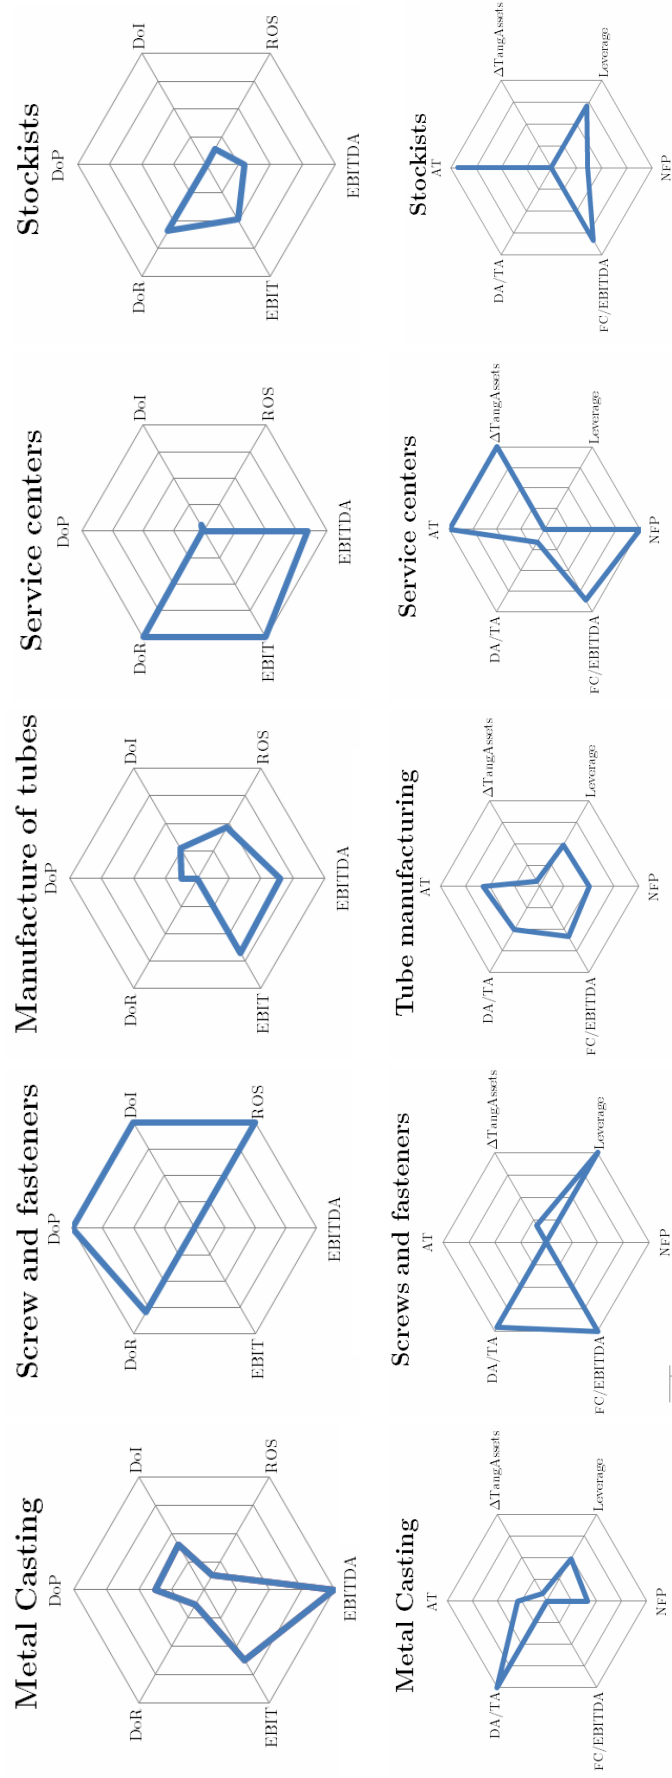 Metal Casting
DoP
DoR
DoI
EBIT
ROS
EBITDA
Screw and fasteners
DoP
DoR
DoI
EBIT
ROS
EBITDA
Manufacture of tubes
DoP
DoR
DoI
EBIT
ROS
EBITDA
Service centers
DoP
DoR
DoI
EBIT
ROS
EBITDA
Stockists
DoP
DoR
DoI
EBIT
ROS
EBITDA
Metal Casting
AT
DA/TA
ΔTangAssets
FC/EBITDA
Leverage
NFP
Screws and fasteners
AT
DA/TA
ΔTangAssets
FC/EBITDA
Leverage
NFP
Tube manufacturing
AT
DA/TA
ΔTangAssets
FC/EBITDA
Leverage
NFP
Service centers
AT
DA/TA
ΔTangAssets
FC/EBITDA
Leverage
NFP
Stockists
AT
DA/TA
ΔTangAssets
FC/EBITDA
Leverage
NFP